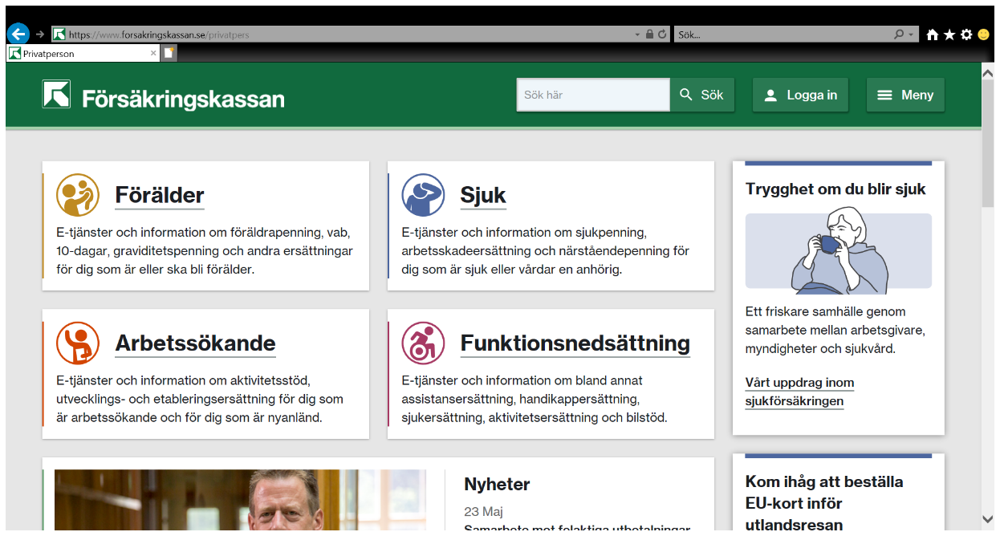 https://www.forsakringskassan.se/privatpers
Sök...
Privatperson
Försäkringskassan
Sök här
Sök
Logga in
Meny
Förälder
E-tjänster och information om föräldrapenning, vab,
10-dagar, graviditetspenning och andra ersättningar
för dig som är eller ska bli förälder.
Sjuk
E-tjänster och information om sjukpenning,
arbetsskadeersättning och närståendepenning för
dig som är sjuk eller vårdar en anhörig.
Arbetssökande
E-tjänster och information om aktivitetsstöd,
utvecklings- och etableringsersättning för dig som
är arbetssökande och för dig som är nyanländ.
Funktionsnedsättning
E-tjänster och information om bland annat
assistansersättning, handikappersättning,
sjukersättning, aktivitetsersättning och bilstöd.
Trygghet om du blir sjuk
Ett friskare samhälle genom
samarbete mellan arbetsgivare,
myndigheter och sjukvård.
Vårt uppdrag inom
sjukförsäkringen
Nyheter
23 Maj
Samarbete mot felaktiga utbetalningar
Kom ihåg att beställa
EU-kort inför
utlandsresan